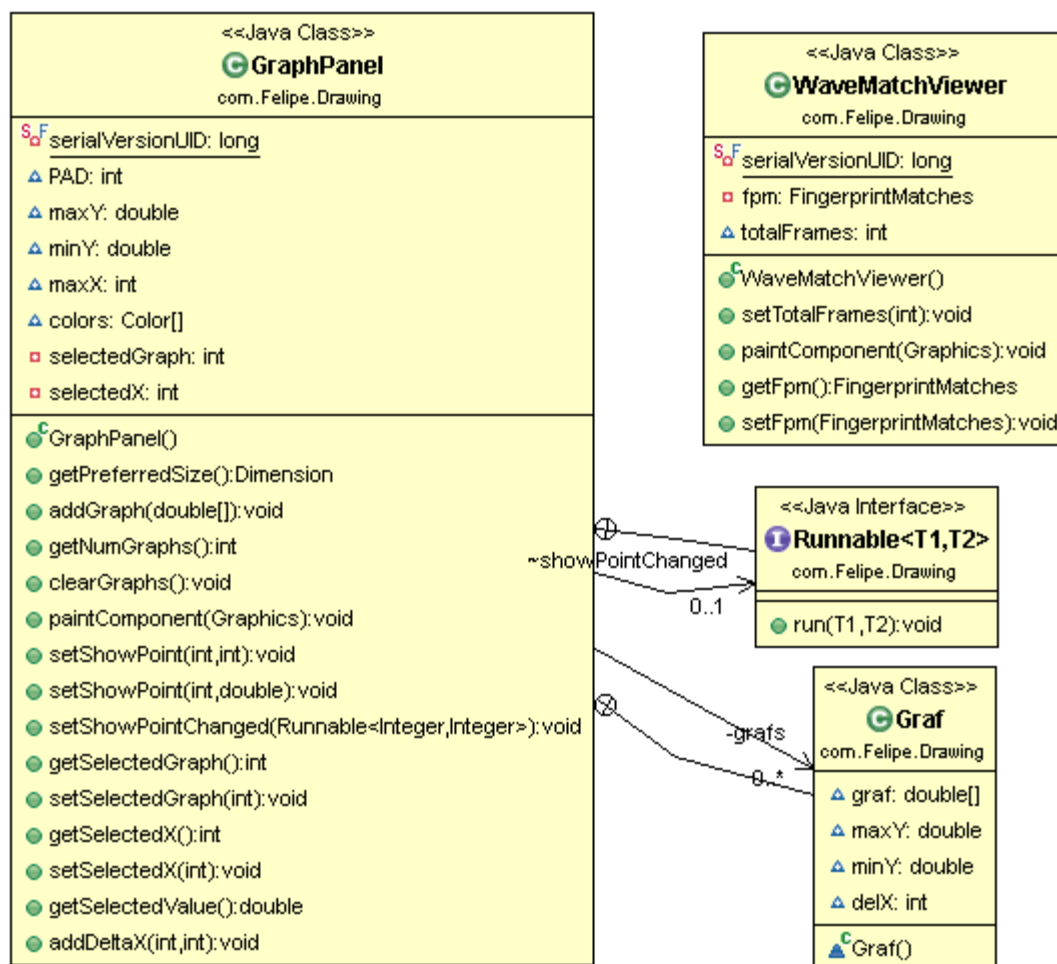 <<Java Class>>
GraphPanel
com.Felipe.Drawing
serialVersionUID: long
PAD: int
maxY: double
minY: double
maxX: int
colors: Color[]
selectedGraph: int
selectedX: int
GraphPanel()
getPreferredSize():Dimension
addGraph(double[]):void
getNumGraphs():int
clearGraphs():void
paintComponent(Graphics):void
setShowPoint(int,int):void
setShowPoint(int,double):void
setShowPointChanged(Runnable<Integer,Integer>):void
getSelectedGraph():int
setSelectedGraph(int):void
getSelectedX():int
setSelectedX(int):void
getSelectedValue():double
addDeltaX(int,int):void
<<Java Class>>
WaveMatchViewer
com.Felipe.Drawing
serialVersionUID: long
fpm: FingerprintMatches
totalFrames: int
WaveMatchViewer()
setTotalFrames(int):void
paintComponent(Graphics):void
getFpm():FingerprintMatches
setFpm(FingerprintMatches):void
~showPointChanged
0..1
<<Java Interface>>
Runnable<T1,T2>
com.Felipe.Drawing
run(T1,T2):void
-grafs
0..*
<<Java Class>>
Graf
com.Felipe.Drawing
graf: double[]
maxY: double
minY: double
delX: int
Graf()